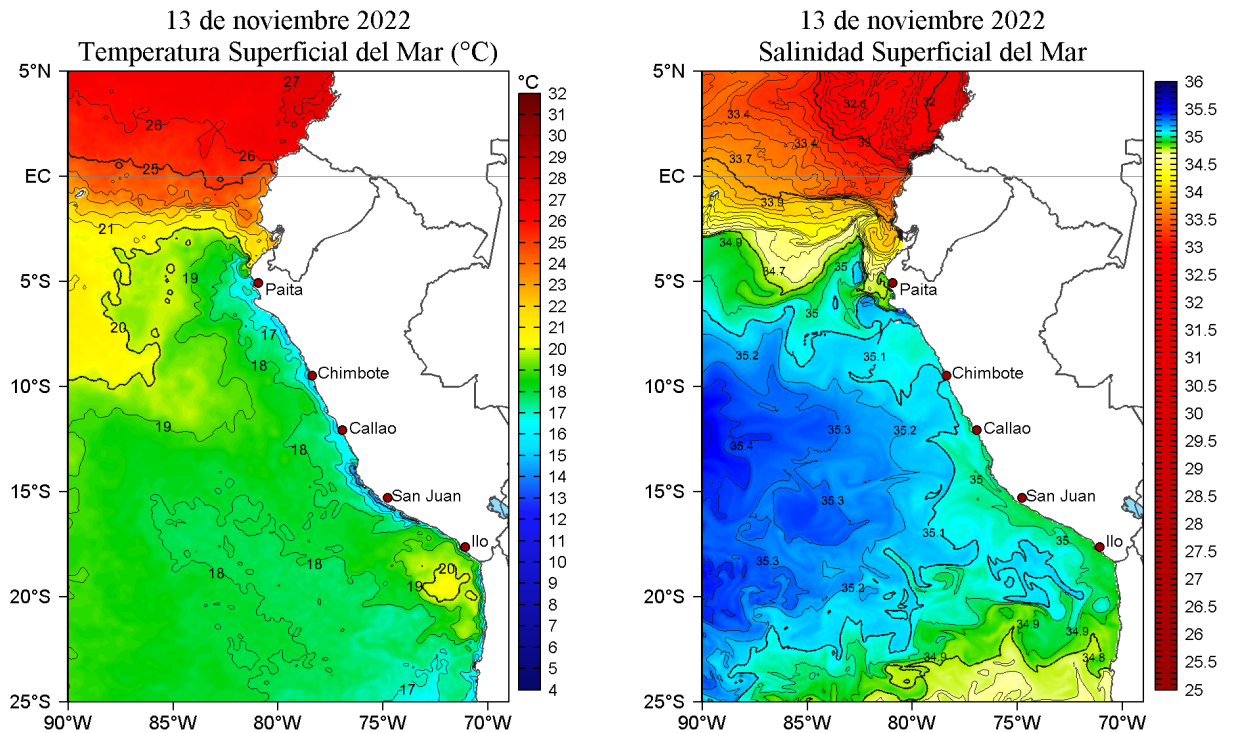 13 de noviembre 2022
Temperatura Superficial del Mar (°C)
5°N
EC
5°S
10°S
15°S
20°S
25°S
90°W
85°W
80°W
75°W
70°W
27
26
26
25
21
19
20
17
18
19
18
18
18
20
19
17
Paita
Chimbote
Callao
San Juan
Ilo
°C
32
31
30
29
28
27
26
25
24
23
22
21
20
19
18
17
16
15
14
13
12
11
10
9
8
7
6
5
4
13 de noviembre 2022
Salinidad Superficial del Mar
5°N
EC
5°S
10°S
15°S
20°S
25°S
90°W
85°W
80°W
75°W
70°W
33.4
32.6
32
33.4
33
33.7
33.9
34.9
34.7
35
35
35.2
35.1
35.3
35.2
35.4
35.3
35
35.1
35
35.3
35.2
34.9
34.9
34.9
34.8
Paita
Chimbote
Callao
San Juan
Ilo
36
35.5
35
34.5
34
33.5
33
32.5
32
31.5
31
30.5
30
29.5
29
28.5
28
27.5
27
26.5
26
25.5
25